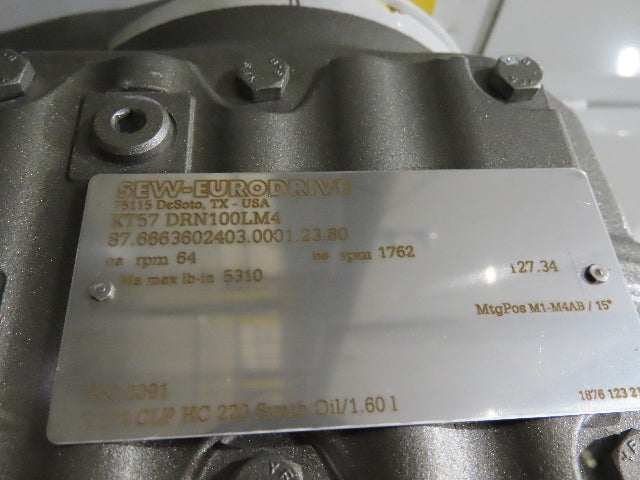 SEW-EURODRIVE
75115 DeSoto, TX - USA
KT57 DRN100LM4
87.6663602403.0001.23.80
na rpm 64 ne rpm 1762 i27.34
Ma max lb-in 5310
MtgPos M1-M4AB / 15°
CLP HC 220 Synth Oil/1.60 l
1876 123 21